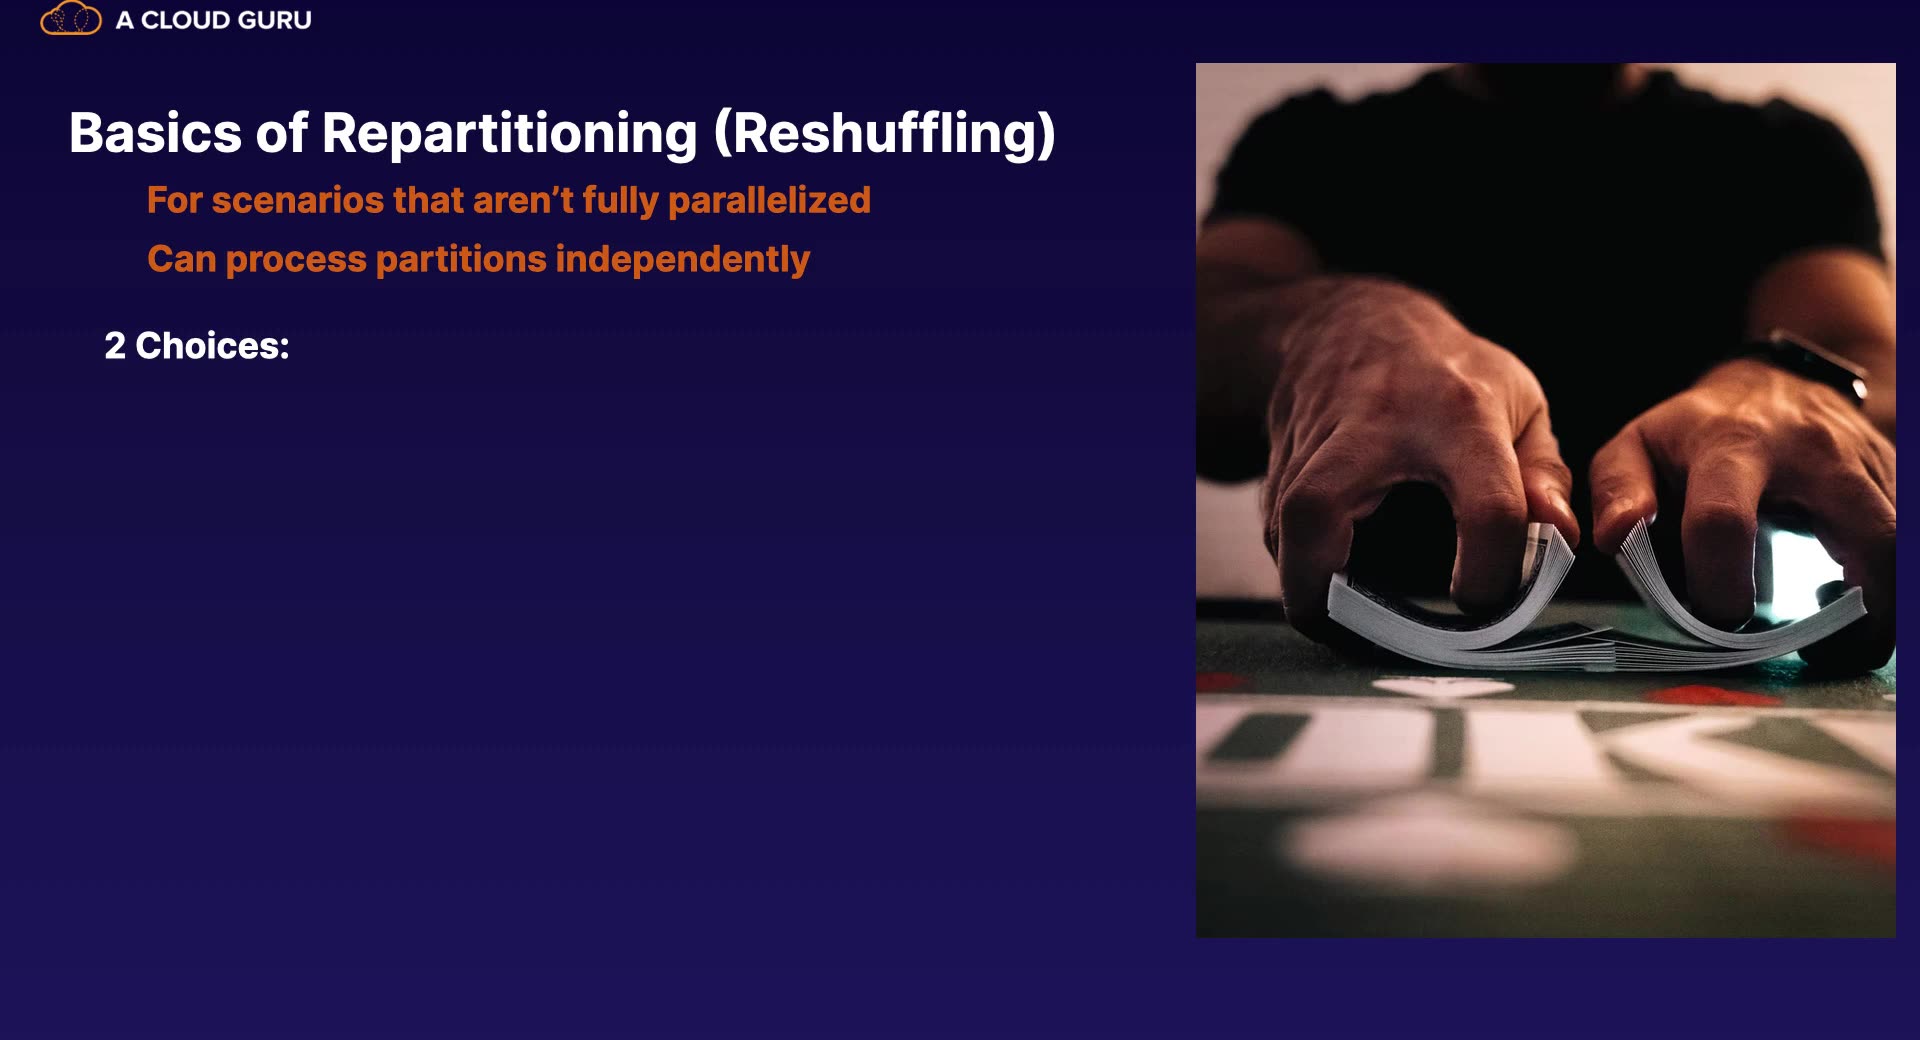 A CLOUD GURU
Basics of Repartitioning (Reshuffling)
For scenarios that aren’t fully parallelized
Can process partitions independently
2 Choices: